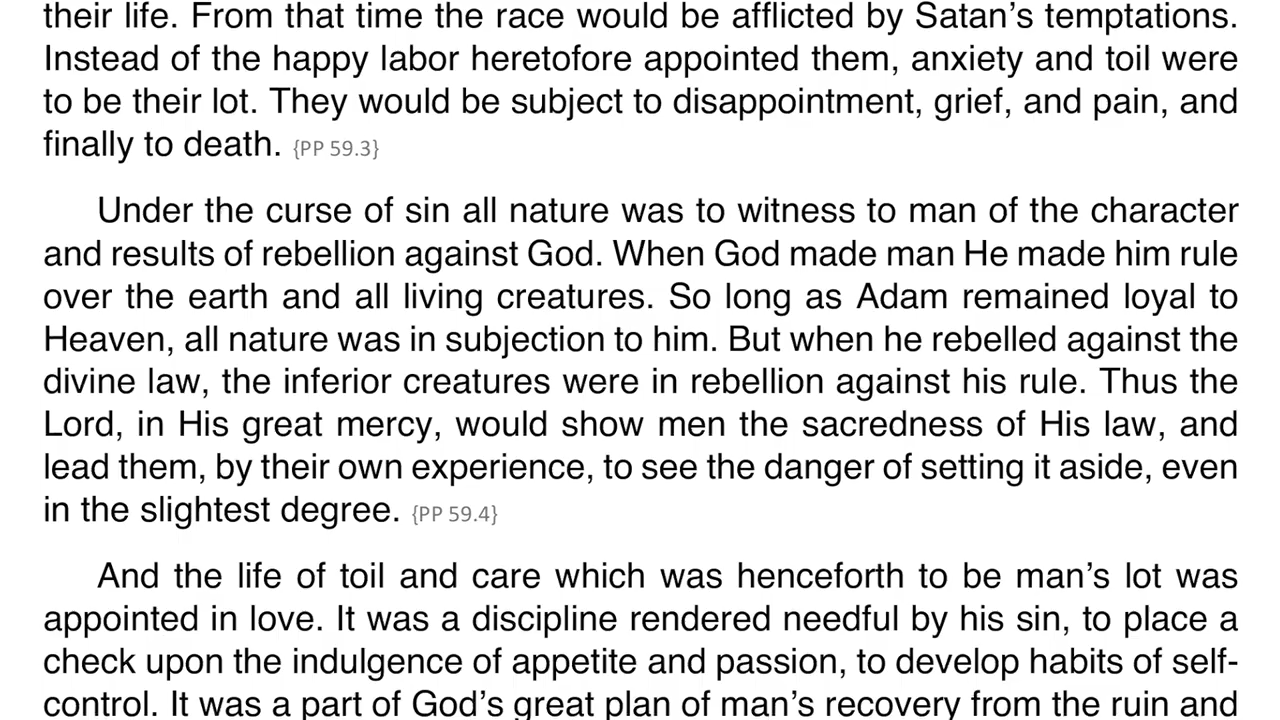 their life. From that time the race would be afflicted by Satan’s temptations.
Instead of the happy labor heretofore appointed them, anxiety and toil were
to be their lot. They would be subject to disappointment, grief, and pain, and
finally to death. {PP 59.3}
Under the curse of sin all nature was to witness to man of the character
and results of rebellion against God. When God made man He made him rule
over the earth and all living creatures. So long as Adam remained loyal to
Heaven, all nature was in subjection to him. But when he rebelled against the
divine law, the inferior creatures were in rebellion against his rule. Thus the
Lord, in His great mercy, would show men the sacredness of His law, and
lead them, by their own experience, to see the danger of setting it aside, even
in the slightest degree. {PP 59.4}
And the life of toil and care which was henceforth to be man’s lot was
appointed in love. It was a discipline rendered needful by his sin, to place a
check upon the indulgence of appetite and passion, to develop habits of self-
control. It was a part of God’s great plan of man’s recovery from the ruin and